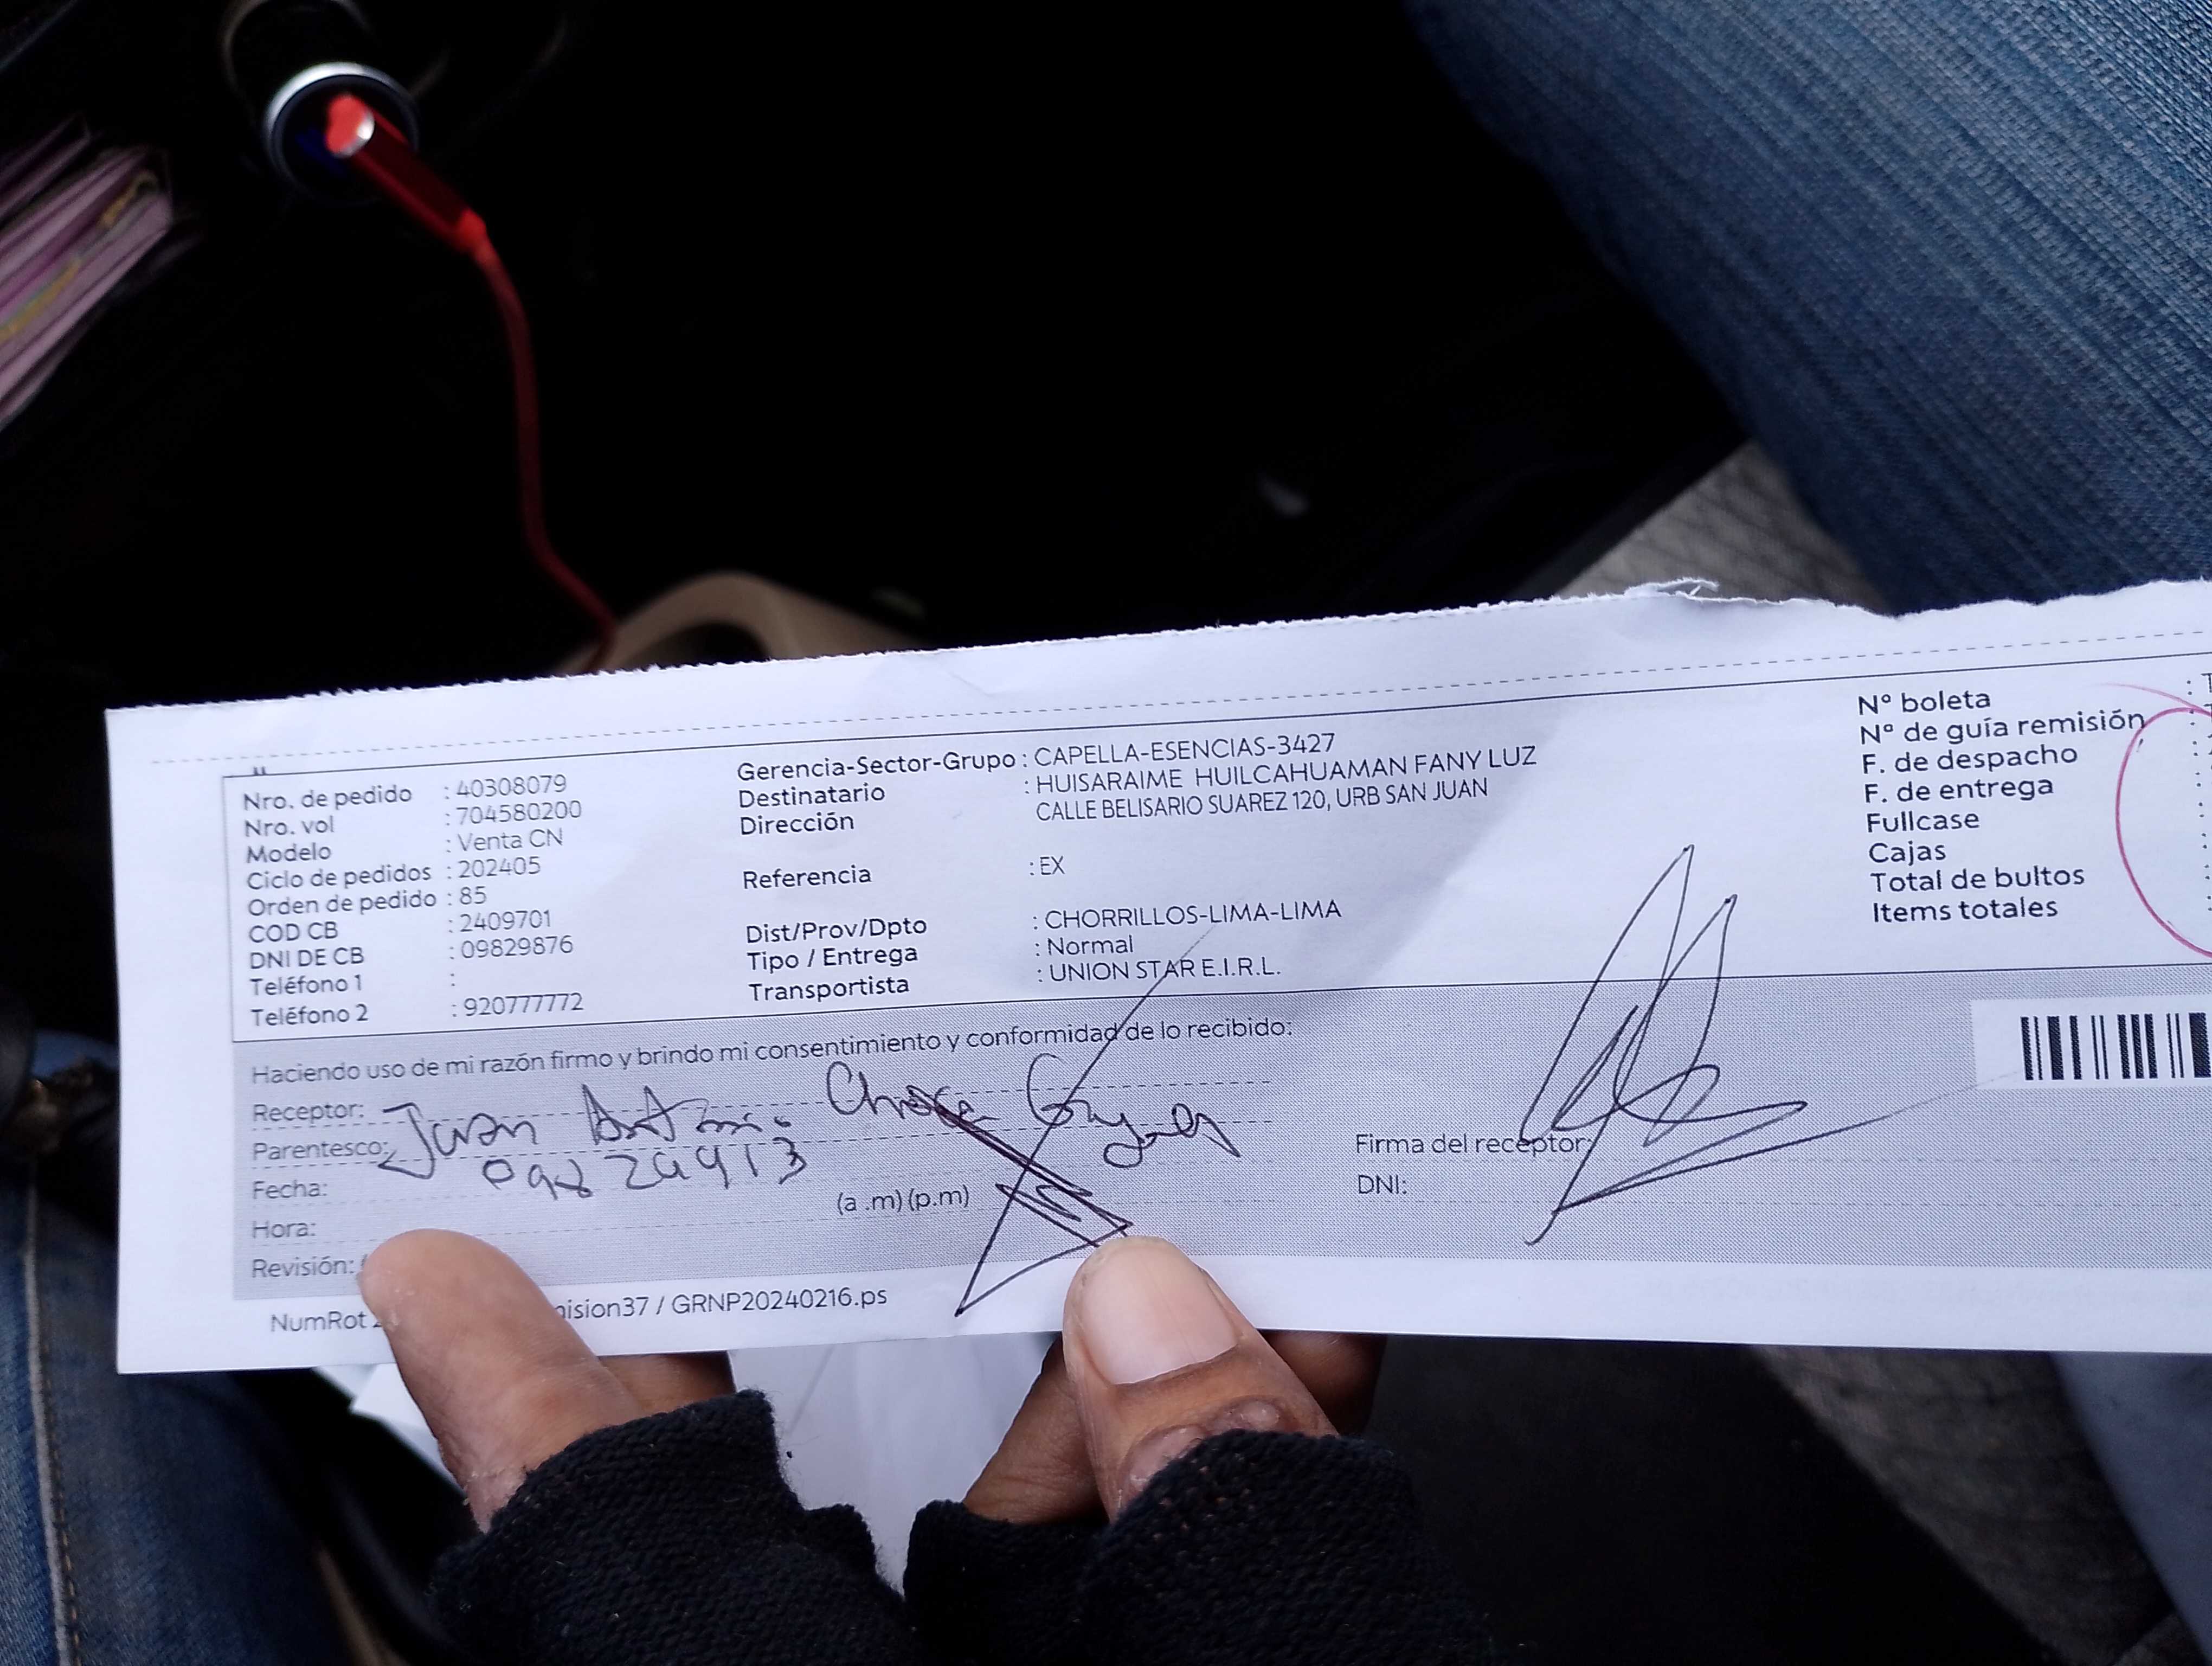 Nro. de pedido : 40308079
Nro. vol : 704580200
Modelo : Venta CN
Ciclo de pedidos : 202405
Orden de pedido : 85
COD CB : 2409701
DNI DE CB : 09829876
Teléfono 1 :
Teléfono 2 : 920777772
Gerencia-Sector-Grupo : CAPELLA-ESENCIAS-3427
Destinatario : HUISARAIME HUILCAHUAMAN FANY LUZ
Dirección CALLE BELISARIO SUAREZ 120, URB SAN JUAN
Referencia : EX
Dist/Prov/Dpto : CHORRILLOS-LIMA-LIMA
Tipo / Entrega : Normal
Transportista : UNION STAR E.I.R.L.
Nº boleta :
Nº de guía remisión
F. de despacho
F. de entrega
Fullcase
Cajas
Total de bultos
Items totales
Haciendo uso de mi razón firmo y brindo mi consentimiento y conformidad de lo recibido:
Receptor: Juan Antonio
Parentesco:
Fecha:
Hora: (a .m) (p.m)
Revisión:
Firma del receptor:
DNI:
NumRot ision37 / GRNP20240216.ps